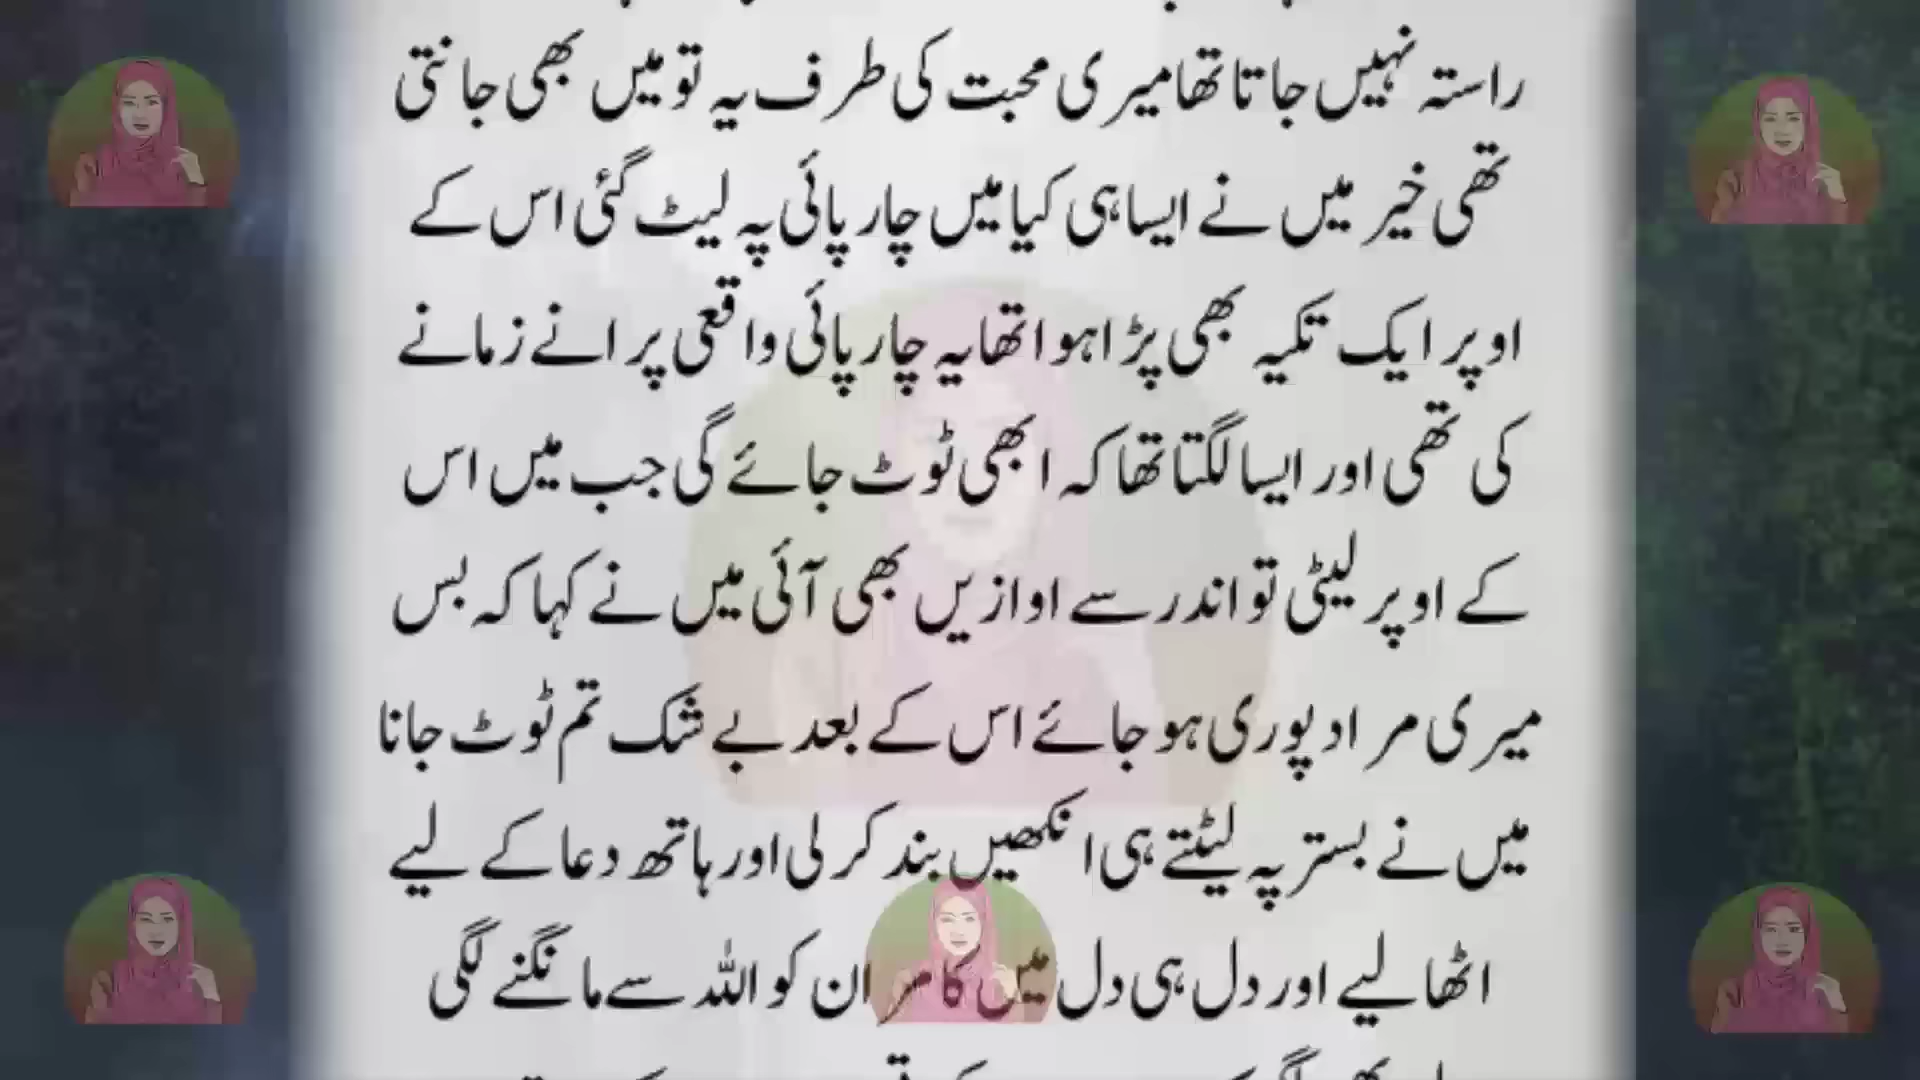 راستہ نہیں جاتا تھا میری محبت کی طرف یہ تو میں بھی جانتی
تھی خیر میں نے ایسا ہی کیا میں چارپائی پہ لیٹ گئی اس کے
اوپر ایک تکیہ بھی پڑا ہوا تھا یہ چارپائی واقعی پرانے زمانے
کی تھی اور ایسا لگتا تھا کہ ابھی ٹوٹ جائے گی جب میں اس
کے اوپر لیٹی تو اندر سے اوازیں بھی آئی میں نے کہا کہ بس
میری مراد پوری ہو جائے اس کے بعد بے شک تم ٹوٹ جانا
میں نے بستر پہ لیٹتے ہی انکھیں بند کر لی اور ہاتھ دعا کے لیے
اٹھا لیے اور دل ہی دل میں کامران کو اللہ سے مانگنے لگی